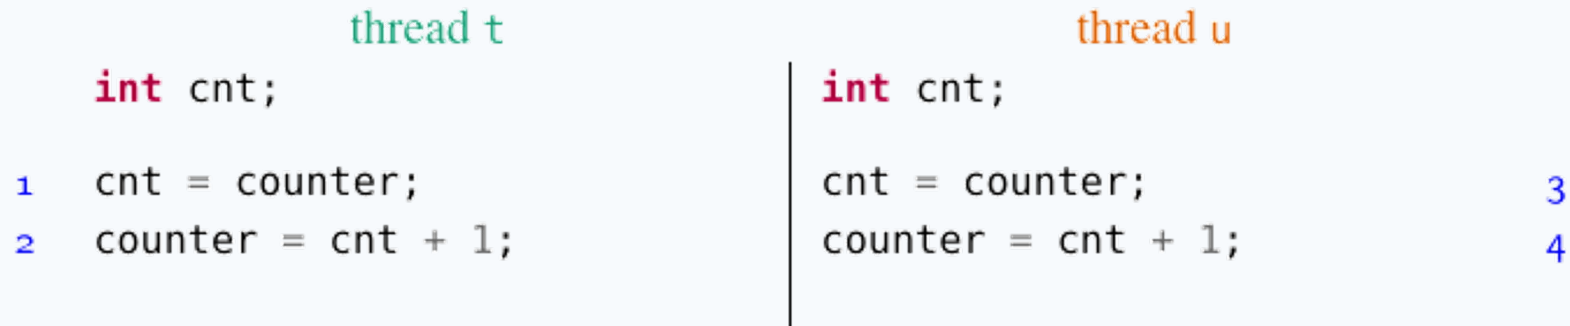 thread t thread u
int cnt; int cnt;
1 cnt = counter; cnt = counter; 3
2 counter = cnt + 1; counter = cnt + 1; 4